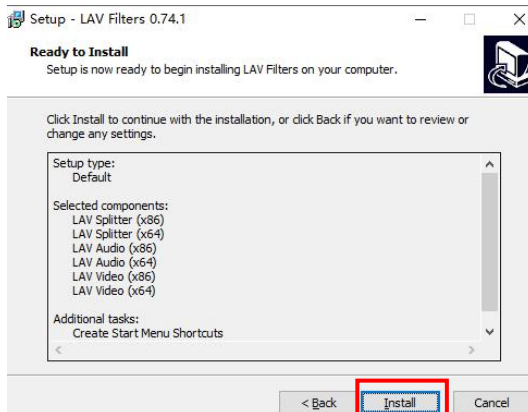 Setup - LAV Filters 0.74.1
Ready to Install
Setup is now ready to begin installing LAV Filters on your computer.
Click Install to continue with the installation, or click Back if you want to review or
change any settings.
Setup type:
Default
Selected components:
LAV Splitter (x86)
LAV Splitter (x64)
LAV Audio (x86)
LAV Audio (x64)
LAV Video (x86)
LAV Video (x64)
Additional tasks:
Create Start Menu Shortcuts
< Back
Install
Cancel